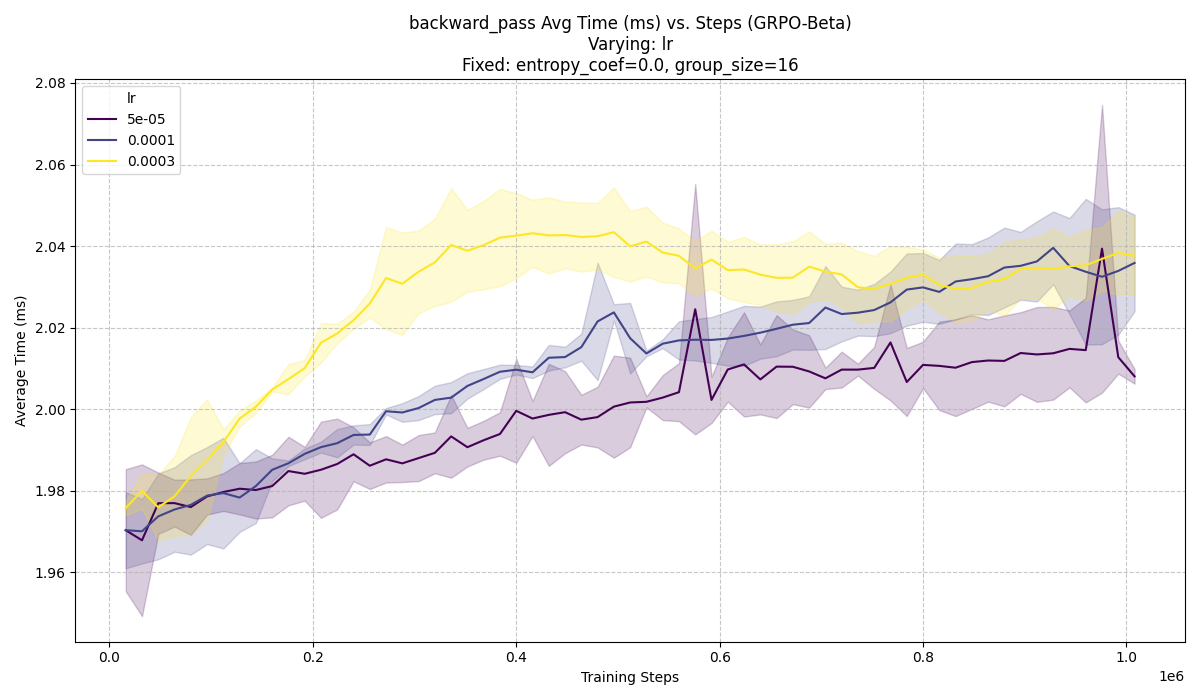 backward_pass Avg Time (ms) vs. Steps (GRPO-Beta)
Varying: lr
Fixed: entropy_coef=0.0, group_size=16
lr
5e-05
0.0001
0.0003
Average Time (ms)
2.08
2.06
2.04
2.02
2.00
1.98
1.96
0.0
0.2
0.4
0.6
0.8
1.0
1e6
Training Steps